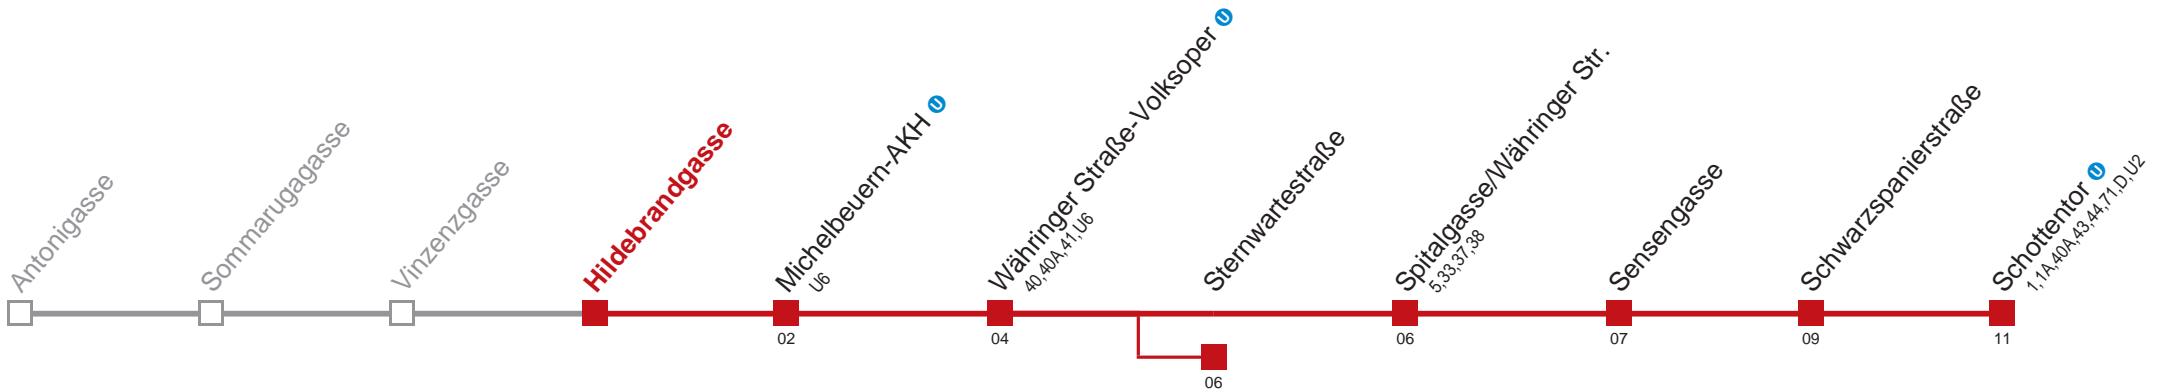 Antonigasse
Sommarugagasse
Vinzenzgasse
Hildebrandgasse
Michelbeuern-AKH U
U6
02
Währinger Straße-Volksoper U
40,40A,41,U6
04
Sternwartestraße
06
Spitalgasse/Währinger Str.
5,33,37,38
06
Sensengasse
07
Schwarzspanierstraße
09
Schottentor U
1,1A,40A,43,44,71,D,U2
11